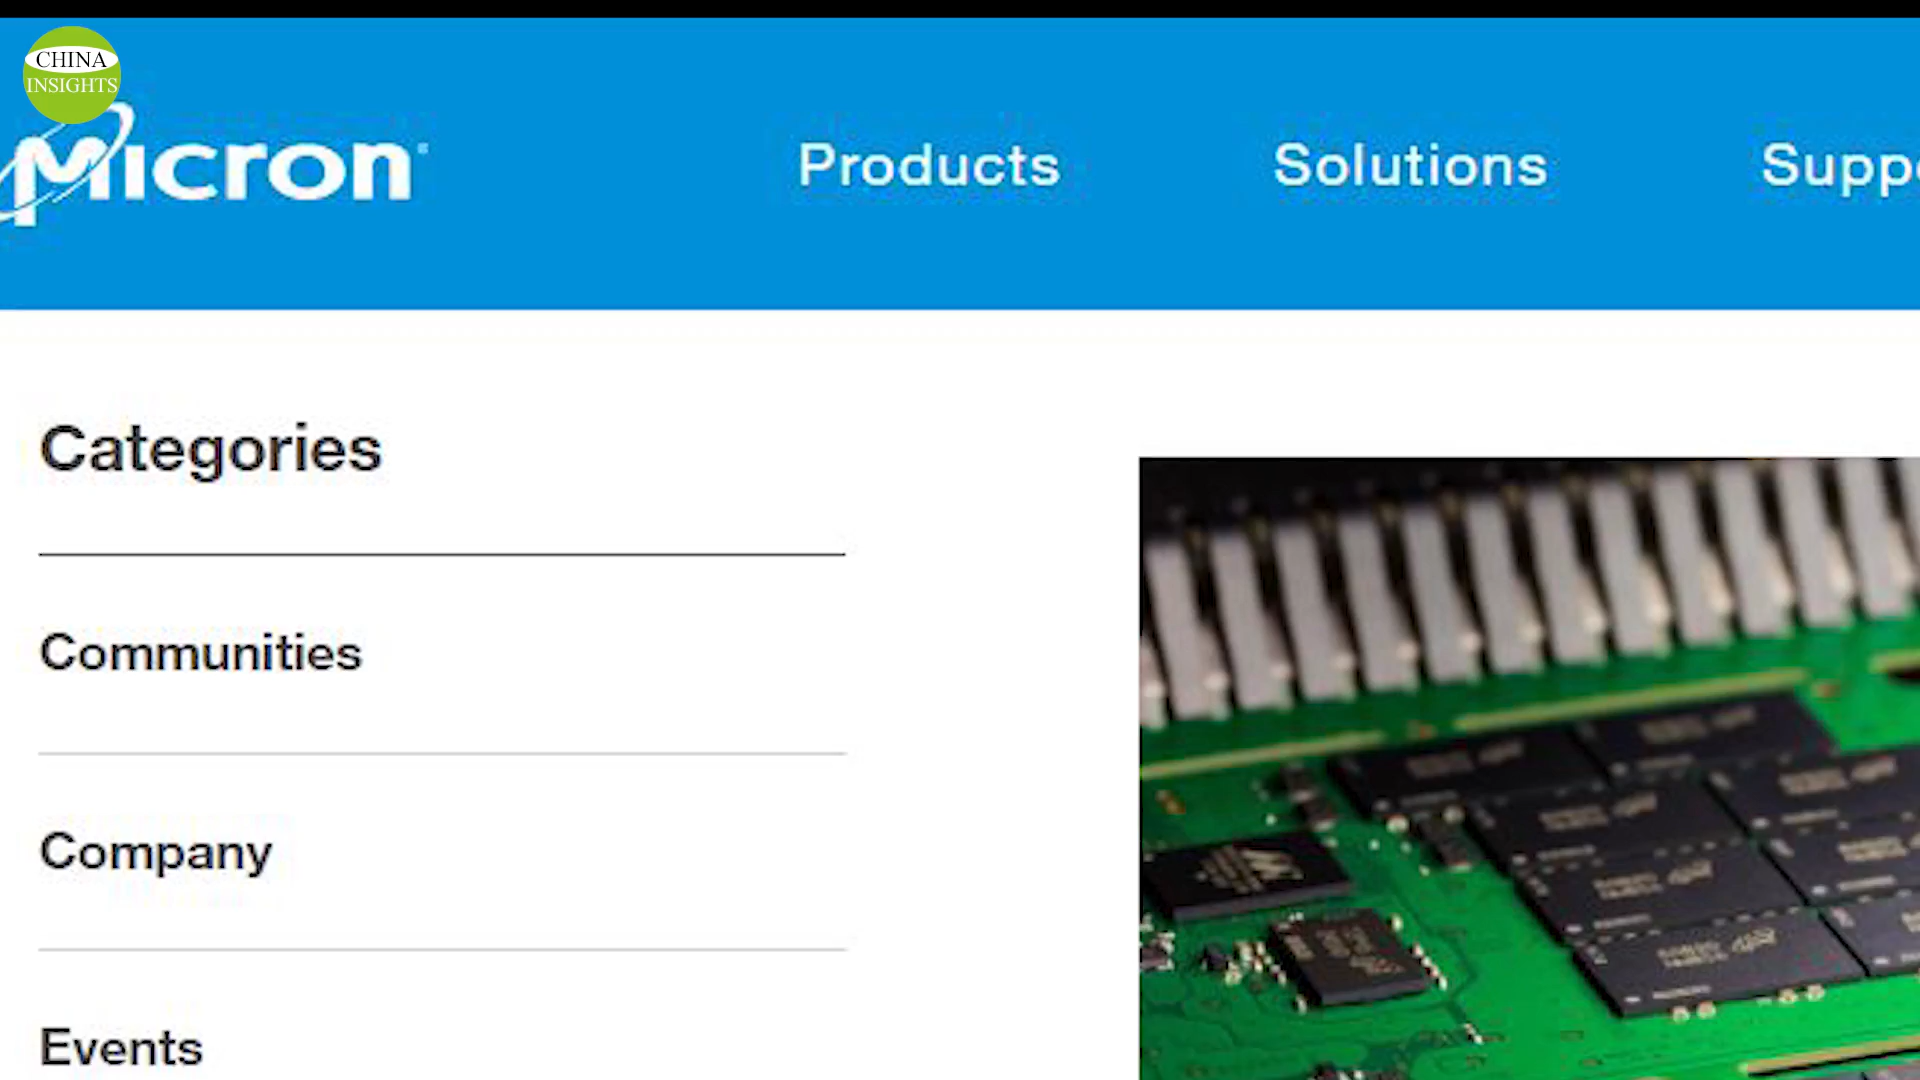 CHINA
INSIGHTS
Micron
Products
Solutions
Categories
Communities
Company
Events